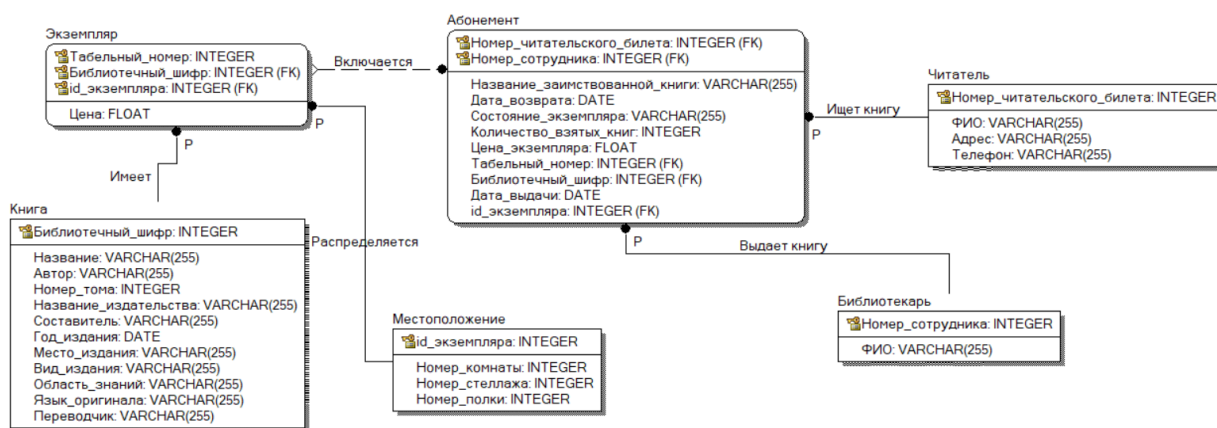 Экземпляр
Табельный_номер: INTEGER
Библиотечный_шифр: INTEGER (FK)
id_экземпляра: INTEGER (FK)
Цена: FLOAT
Включается
Абонемент
Номер_читательского_билета: INTEGER (FK)
Номер_сотрудника: INTEGER (FK)
Название_заимствованной_книги: VARCHAR(255)
Дата_возврата: DATE
Состояние_экземпляра: VARCHAR(255)
Количество_взятых_книг: INTEGER
Цена_экземпляра: FLOAT
Табельный_номер: INTEGER (FK)
Библиотечный_шифр: INTEGER (FK)
Дата_выдачи: DATE
id_экземпляра: INTEGER (FK)
Ищет книгу
P
Читатель
Номер_читательского_билета: INTEGER
ФИО: VARCHAR(255)
Адрес: VARCHAR(255)
Телефон: VARCHAR(255)
P
P
Имеет
Книга
Библиотечный_шифр: INTEGER
Название: VARCHAR(255)
Автор: VARCHAR(255)
Номер_тома: INTEGER
Название_издательства: VARCHAR(255)
Составитель: VARCHAR(255)
Год_издания: DATE
Место_издания: VARCHAR(255)
Вид_издания: VARCHAR(255)
Область_знаний: VARCHAR(255)
Язык_оригинала: VARCHAR(255)
Переводчик: VARCHAR(255)
Распределяется
Местоположение
id_экземпляра: INTEGER
Номер_комнаты: INTEGER
Номер_стеллажа: INTEGER
Номер_полки: INTEGER
P
Выдает книгу
Библиотекарь
Номер_сотрудника: INTEGER
ФИО: VARCHAR(255)